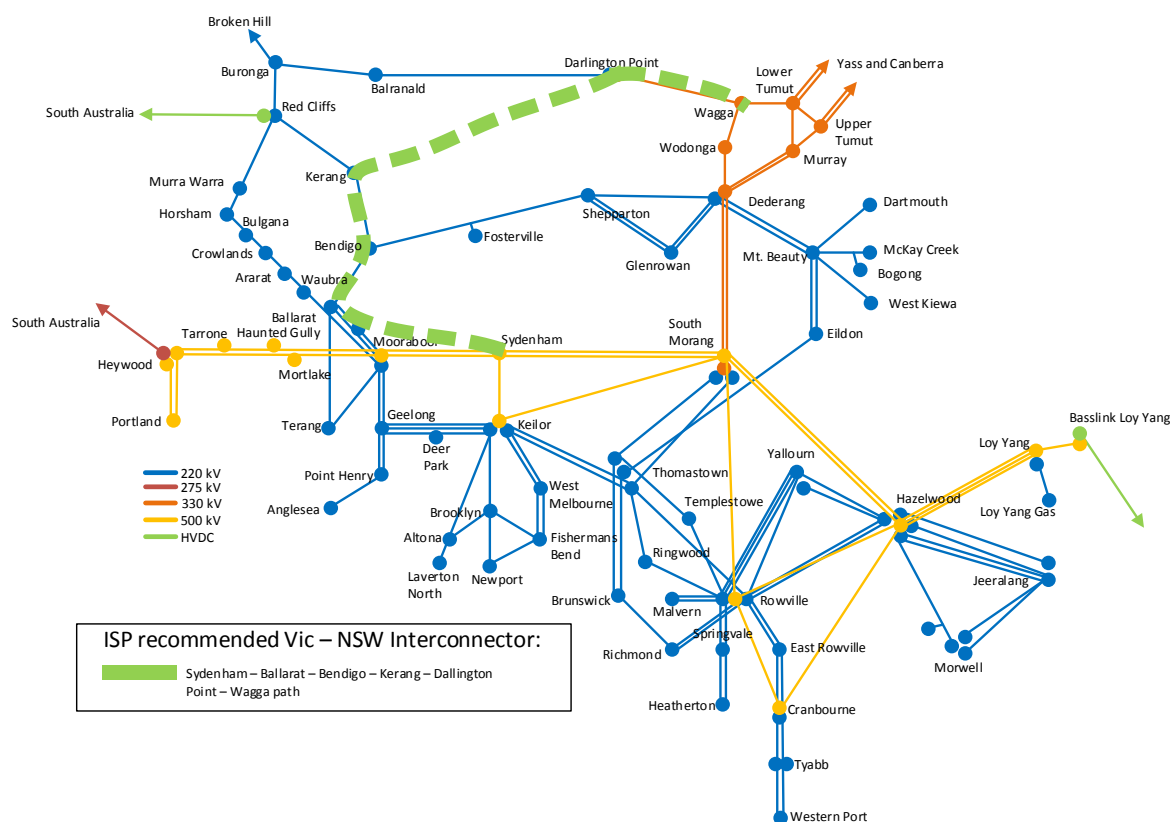 Broken Hill
Buronga
Balranald
Darlington Point
Lower
Tumut
Yass and Canberra
South Australia
Red Cliffs
Wagga
Upper
Tumut
Wodonga
Murray
Kerang
Murra Warra
Horsham
Bulgana
Crowlands
Ararat
Waubra
Bendigo
Fosterville
Shepparton
Glenrowan
Dederang
Dartmouth
Mt. Beauty
McKay Creek
Bogong
West Kiewa
Eildon
South Australia
Tarrone
Haunted Gully
Ballarat
Moorabool
Sydenham
South
Morang
Heywood
Mortlake
Portland
Terang
Geelong
Deer
Park
Keilor
Point Henry
Anglesea
West
Melbourne
Brooklyn
Altona
Laverton
North
Newport
Fishermans
Bend
Thomastown
Templestowe
Ringwood
Yallourn
Basslink Loy Yang
Loy Yang
Hazelwood
Loy Yang Gas
Jeeralang
Morwell
Brunswick
Malvern
Rowville
Springvale
Richmond
East Rowville
Heatherton
Cranbourne
Tyabb
Western Port
220 kV
275 kV
330 kV
500 kV
HVDC
ISP recommended Vic – NSW Interconnector:
Sydenham – Ballarat – Bendigo – Kerang – Dallington
Point – Wagga path